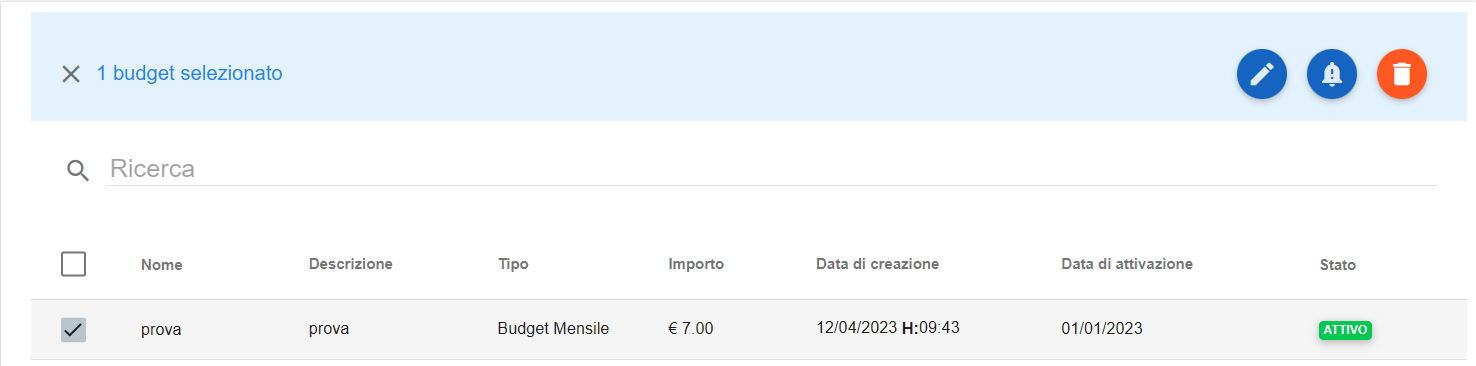 1 budget selezionato
Ricerca
Nome Descrizione Tipo Importo Data di creazione Data di attivazione Stato
prova prova Budget Mensile € 7.00 12/04/2023 H:09:43 01/01/2023 ATTIVO